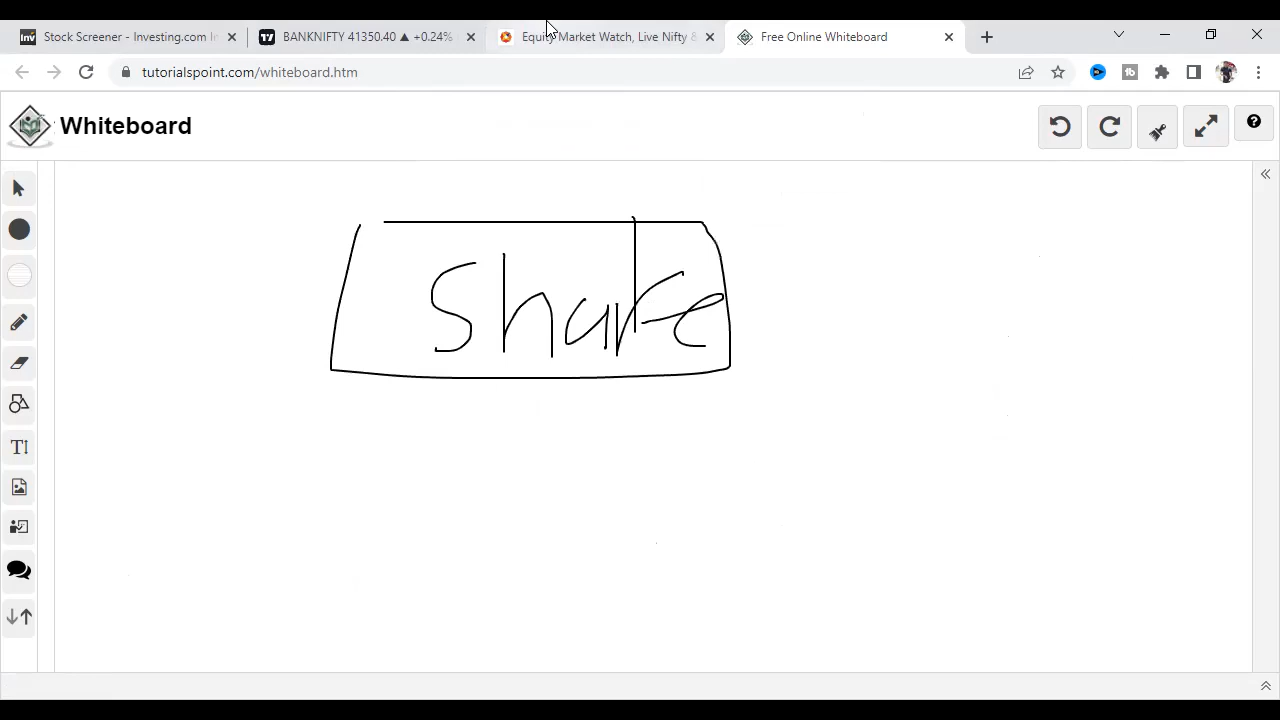 Stock Screener - Investing.com In
BANKNIFTY 41350.40 ▲ +0.24%
Equity Market Watch, Live Nifty &
Free Online Whiteboard
tutorialspoint.com/whiteboard.htm
Whiteboard
Share